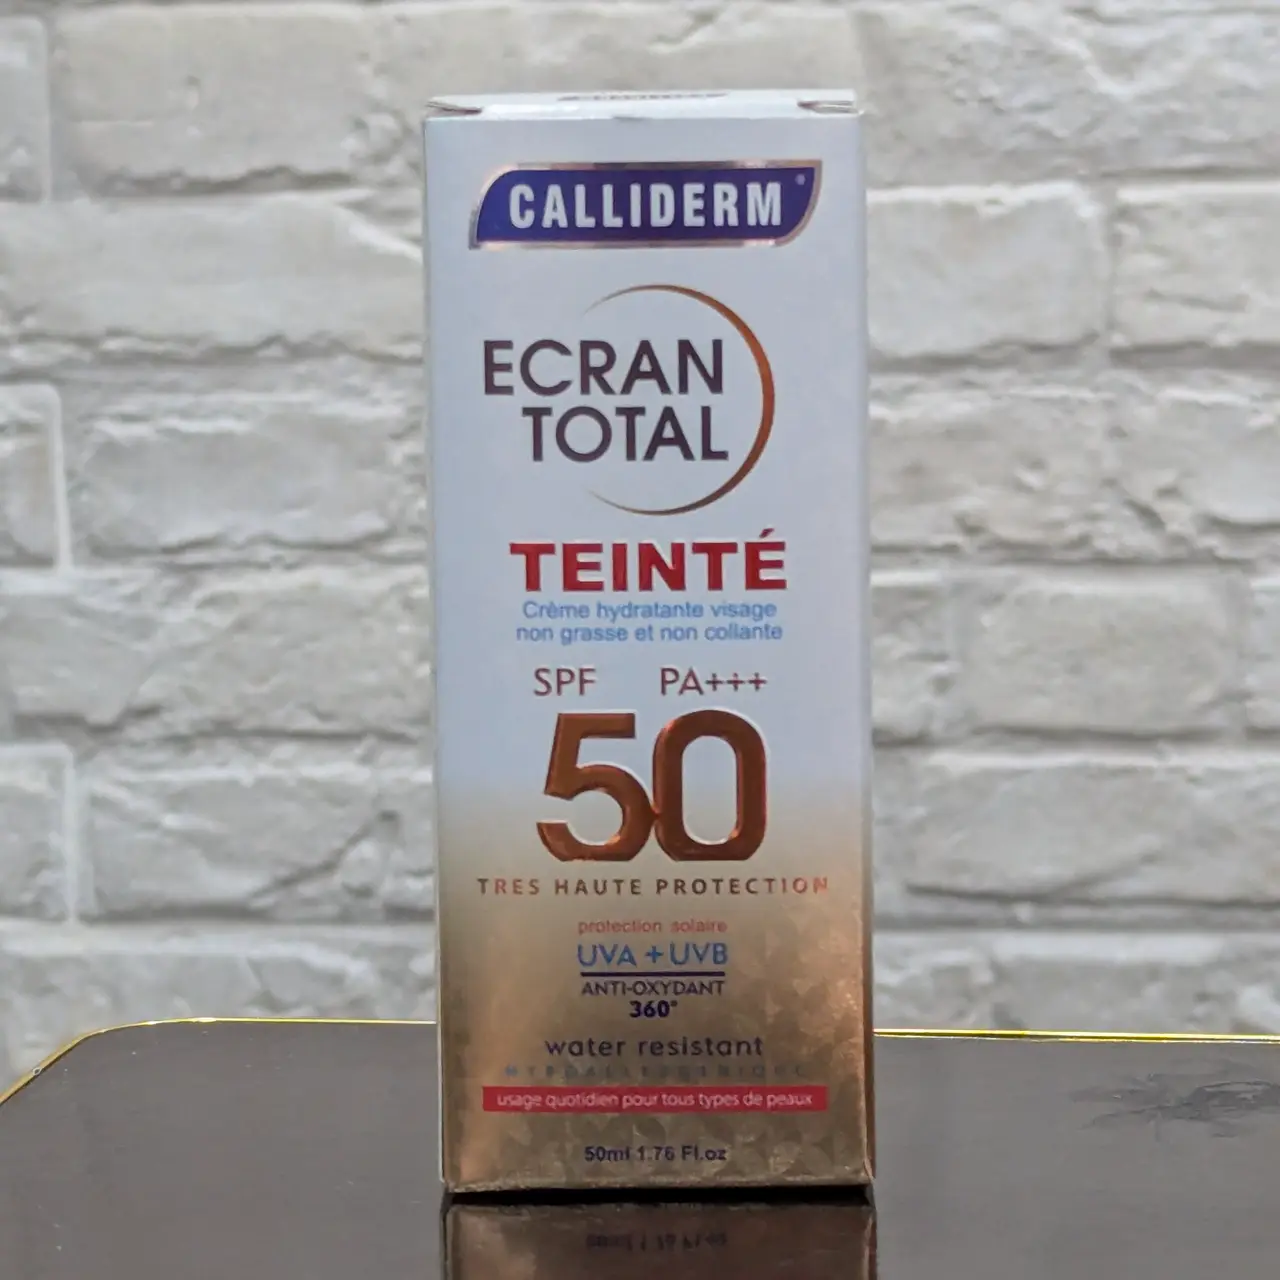 CALLIDERM®
ECRAN
TOTAL
TEINTÉ
Crème hydratante visage
non grasse et non collante
SPF PA+++
50
TRES HAUTE PROTECTION
protection solaire
UVA + UVB
ANTI-OXYDANT
360°
water resistant
HYPOALLERGENIQUE
usage quotidien pour tous types de peaux
50ml 1.76 Fl.oz